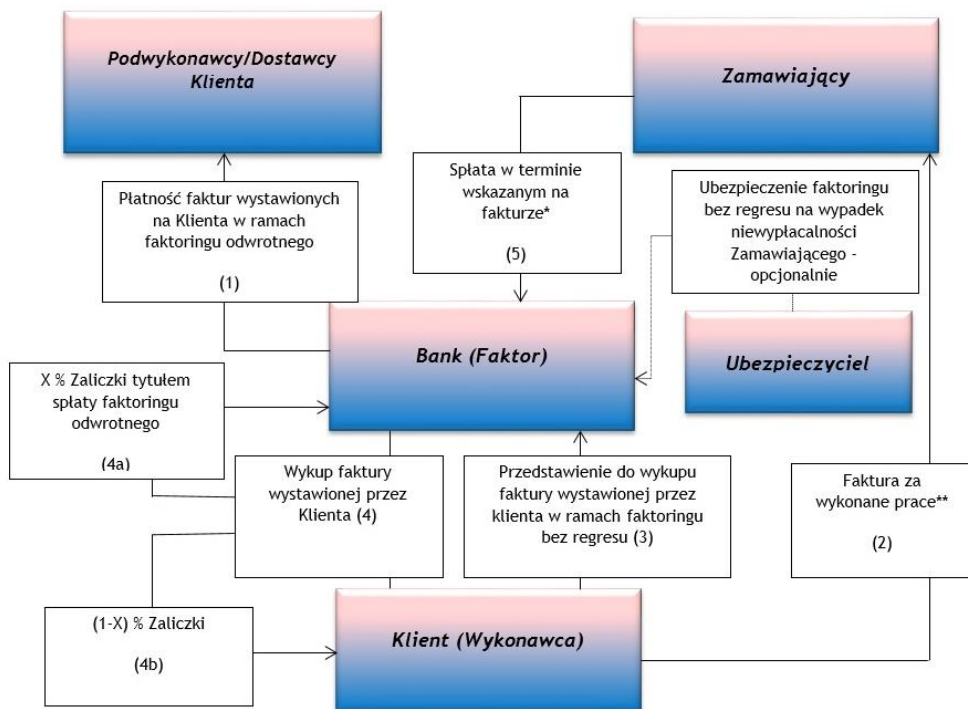 Podwykonawcy/Dostawcy
Klienta
Zamawiający
Płatność faktur wystawionych
na Klienta w ramach
faktoringu odwrotnego
(1)
Spłata w terminie
wskazanym na
fakturze*
(5)
Ubezpieczenie faktoringu
bez regresu na wypadek
niewypłacalności
Zamawiającego -
opcjonalnie
Bank (Faktor)
Ubezpieczyciel
X % Zaliczki tytułem
spłaty faktoringu
odwrotnego
(4a)
Wykup faktury
wystawionej przez
Klienta (4)
Przedstawienie do wykupu
faktury wystawionej przez
klienta w ramach faktoringu
bez regresu (3)
Faktura za
wykonane prace**
(2)
(1-X) % Zaliczki
(4b)
Klient (Wykonawca)